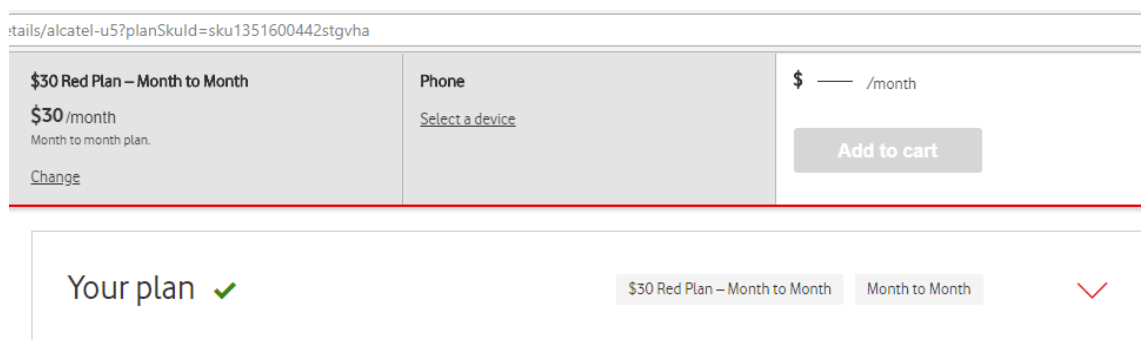 etails/alcatel-u5?planSkuId=sku1351600442stgvha
$30 Red Plan – Month to Month
$30/month
Month to month plan.
Change
Phone
Select a device
$ /month
Add to cart
Your plan
$30 Red Plan – Month to Month
Month to Month